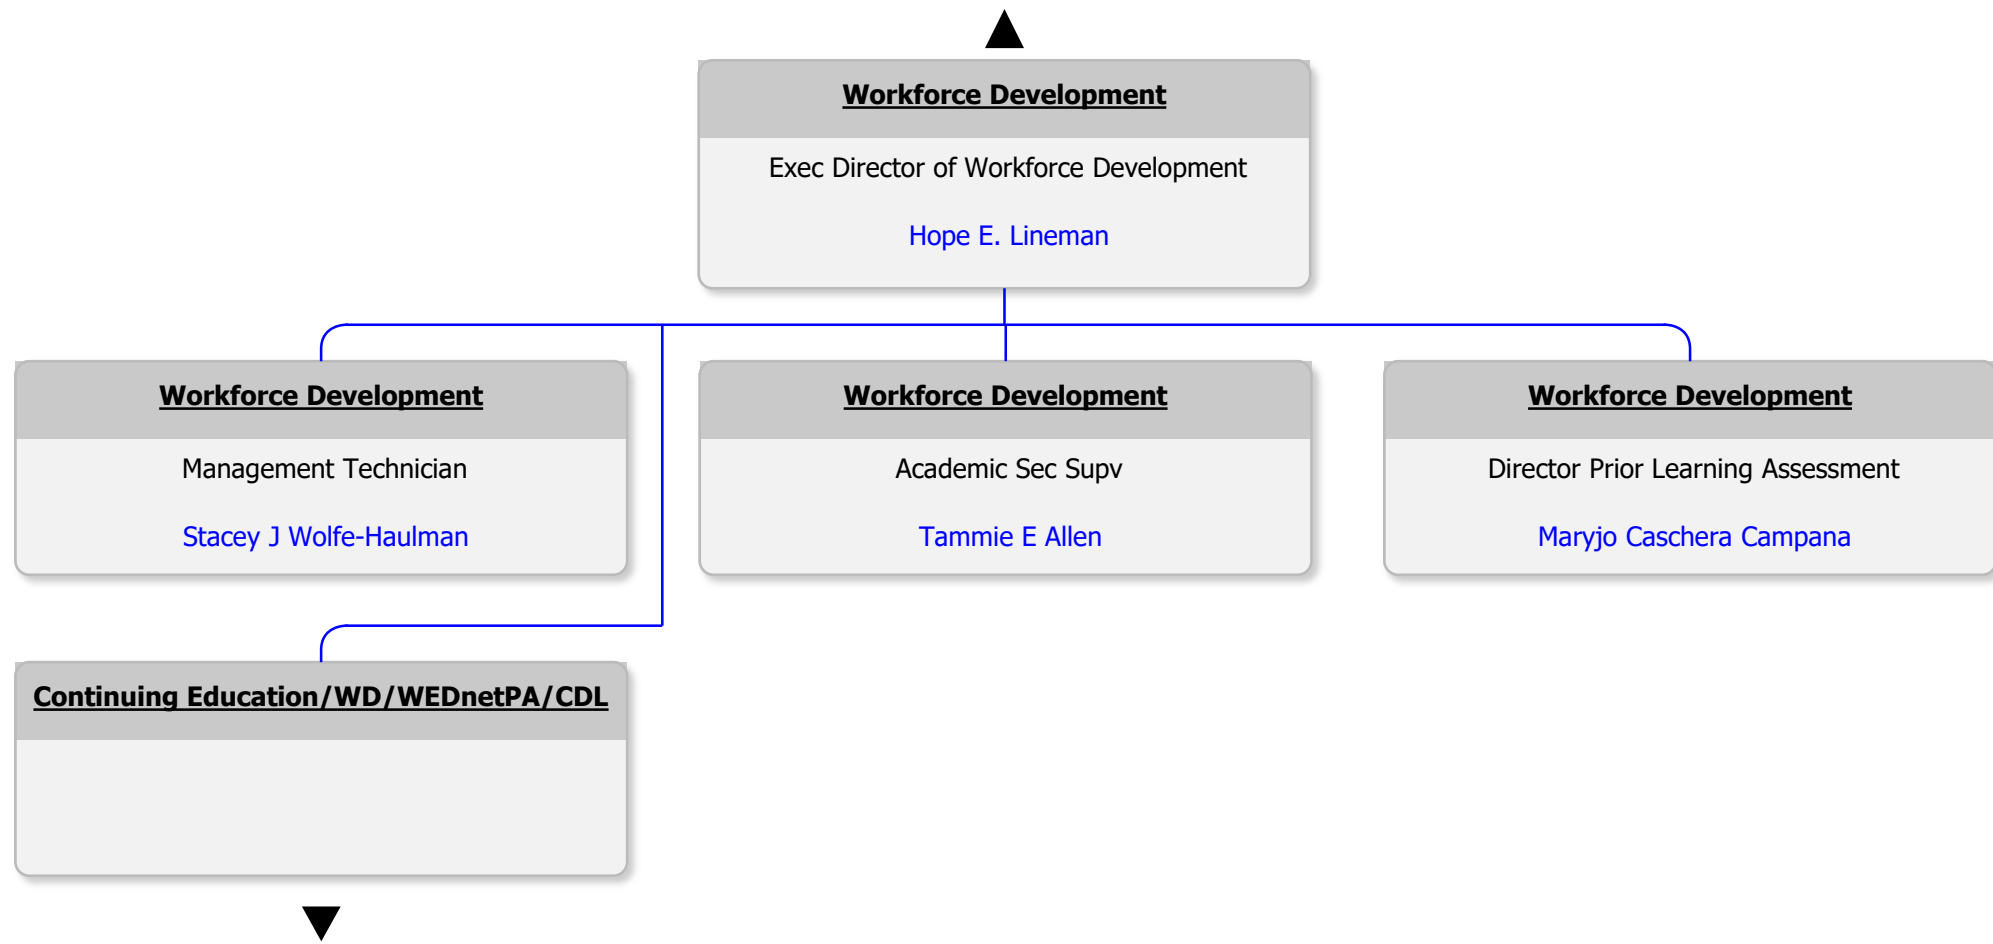 Workforce Development
Exec Director of Workforce Development
Hope E. Lineman
Workforce Development
Management Technician
Stacey J Wolfe-Haulman
Workforce Development
Academic Sec Supv
Tammie E Allen
Workforce Development
Director Prior Learning Assessment
Maryjo Caschera Campana
Continuing Education/WD/WEDnetPA/CDL